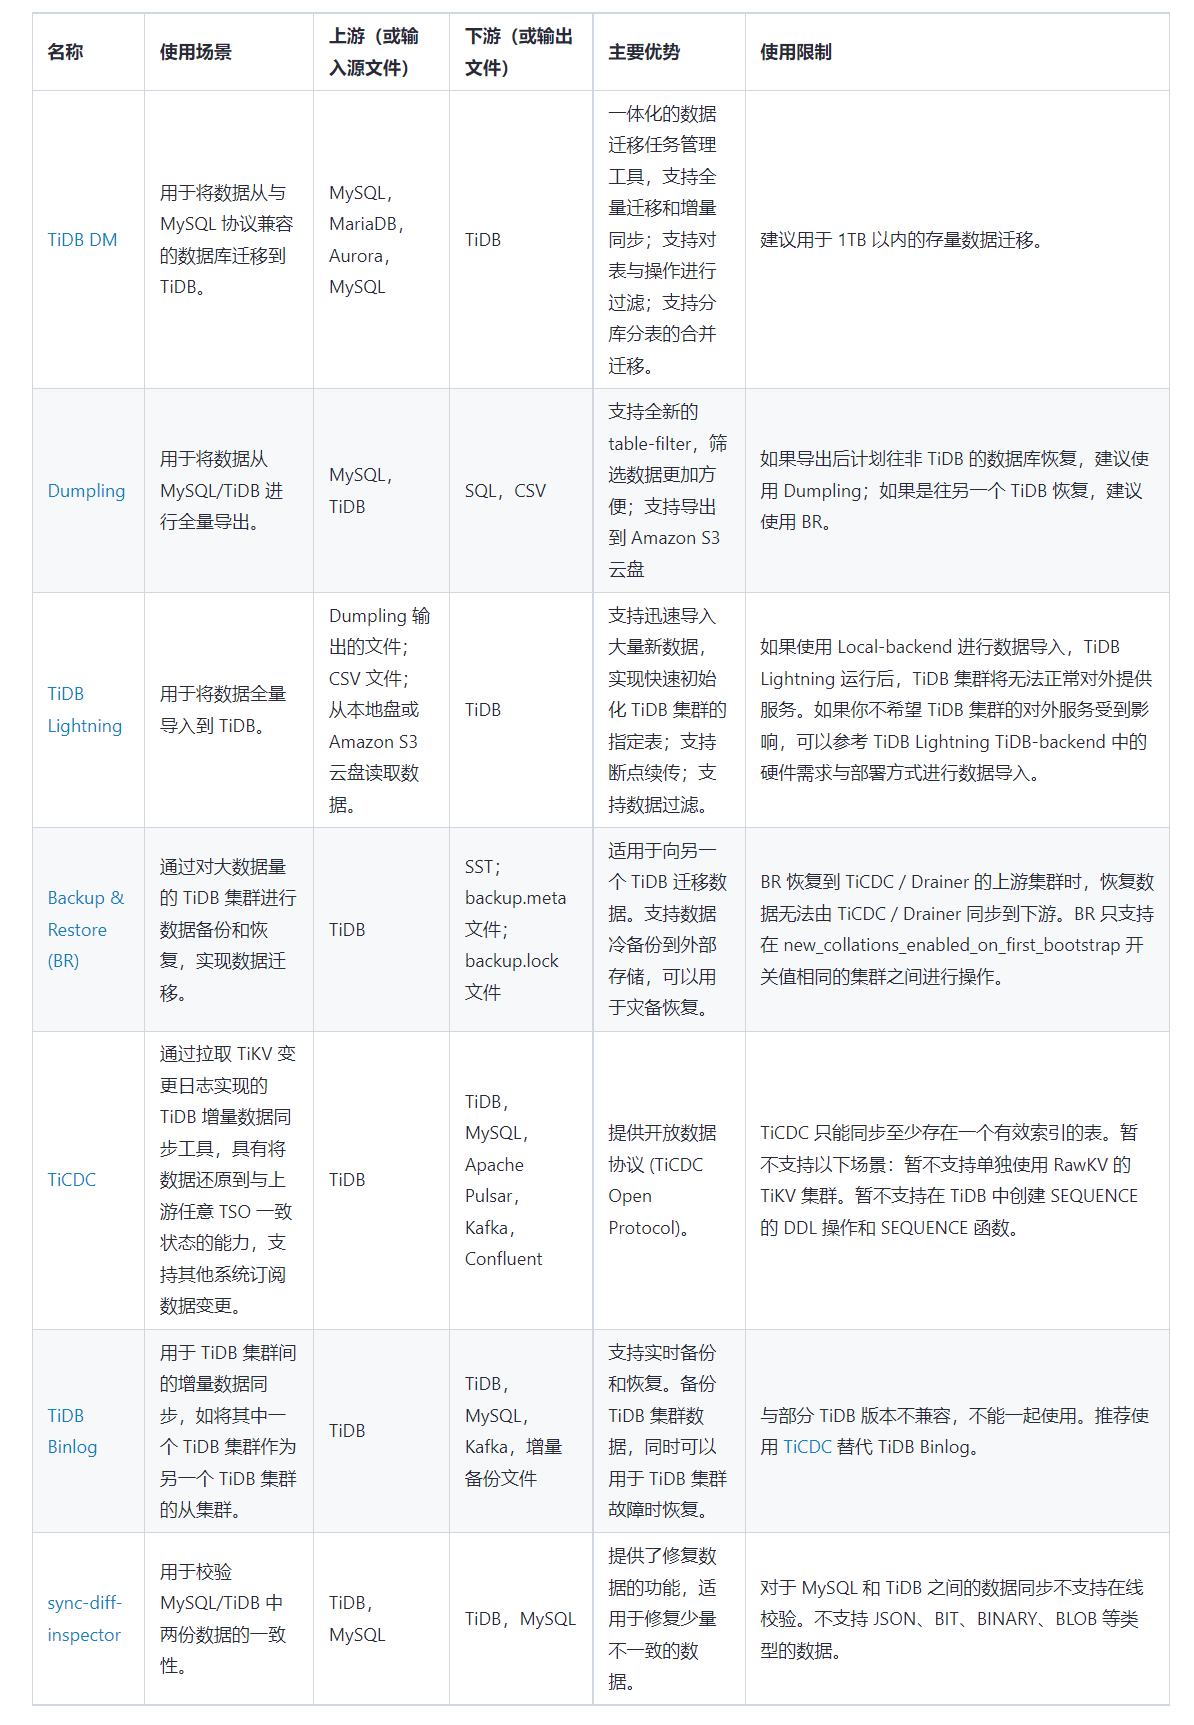 名称
使用场景
上游（或输
入源文件）
下游（或输出
文件）
主要优势
使用限制
TiDB DM
用于将数据从与
MySQL 协议兼容
的数据库迁移到
TiDB。
MySQL，
MariaDB，
Aurora，
MySQL
TiDB
一体化的数据
迁移任务管理
工具，支持全
量迁移和增量
同步；支持对
表与操作进行
过滤；支持分
库分表的合并
迁移。
建议用于 1TB 以内的存量数据迁移。
Dumpling
用于将数据从
MySQL/TiDB 进
行全量导出。
MySQL，
TiDB
SQL，CSV
支持全新的
table-filter，筛
选数据更加方
便；支持导出
到 Amazon S3
云盘
如果导出后计划往非 TiDB 的数据库恢复，建议使
用 Dumpling；如果是往另一个 TiDB 恢复，建议
使用 BR。
TiDB
Lightning
用于将数据全量
导入到 TiDB。
Dumpling 输
出的文件；
CSV 文件；
从本地盘或
Amazon S3
云盘读取数
据。
TiDB
支持迅速导入
大量新数据，
实现快速初始
化 TiDB 集群的
指定表；支持
断点续传；支
持数据过滤。
如果使用 Local-backend 进行数据导入，TiDB
Lightning 运行后，TiDB 集群将无法正常对外提供
服务。如果你不希望 TiDB 集群的对外服务受到影
响，可以参考 TiDB Lightning TiDB-backend 中的
硬件需求与部署方式进行数据导入。
Backup &
Restore
(BR)
通过对大数据量
的 TiDB 集群进行
数据备份和恢
复，实现数据迁
移。
TiDB
SST；
backup.meta
文件；
backup.lock
文件
适用于向另一
个 TiDB 迁移数
据。支持数据
冷备份到外部
存储，可以用
于灾备恢复。
BR 恢复到 TiCDC / Drainer 的上游集群时，恢复数
据无法由 TiCDC / Drainer 同步到下游。BR 只支持
在 new_collations_enabled_on_first_bootstrap 开
关值相同的集群之间进行操作。
TiCDC
通过拉取 TiKV 变
更日志实现的
TiDB 增量数据同
步工具，具有将
数据还原到与上
游任意 TSO 一致
状态的能力，支
持其他系统订阅
数据变更。
TiDB
TiDB，
MySQL，
Apache
Pulsar，
Kafka，
Confluent
提供开放数据
协议 (TiCDC
Open
Protocol)。
TiCDC 只能同步至少存在一个有效索引的表。暂
不支持以下场景：暂不支持单独使用 RawKV 的
TiKV 集群。暂不支持在 TiDB 中创建 SEQUENCE
的 DDL 操作和 SEQUENCE 函数。
TiDB
Binlog
用于 TiDB 集群间
的增量数据同
步，如将其中一
个 TiDB 集群作为
另一个 TiDB 集群
的从集群。
TiDB
TiDB，
MySQL，
Kafka，增量
备份文件
支持实时备份
和恢复。备份
TiDB 集群数
据，同时可以
用于 TiDB 集群
故障时恢复。
与部分 TiDB 版本不兼容，不能一起使用。推荐使
用 TiCDC 替代 TiDB Binlog。
sync-diff-
inspector
用于校验
MySQL/TiDB 中
两份数据的一致
性。
TiDB，
MySQL
TiDB，MySQL
提供了修复数
据的功能，适
用于修复少量
不一致的数
据。
对于 MySQL 和 TiDB 之间的数据同步不支持在线
校验。不支持 JSON、BIT、BINARY、BLOB 等类
型的数据。